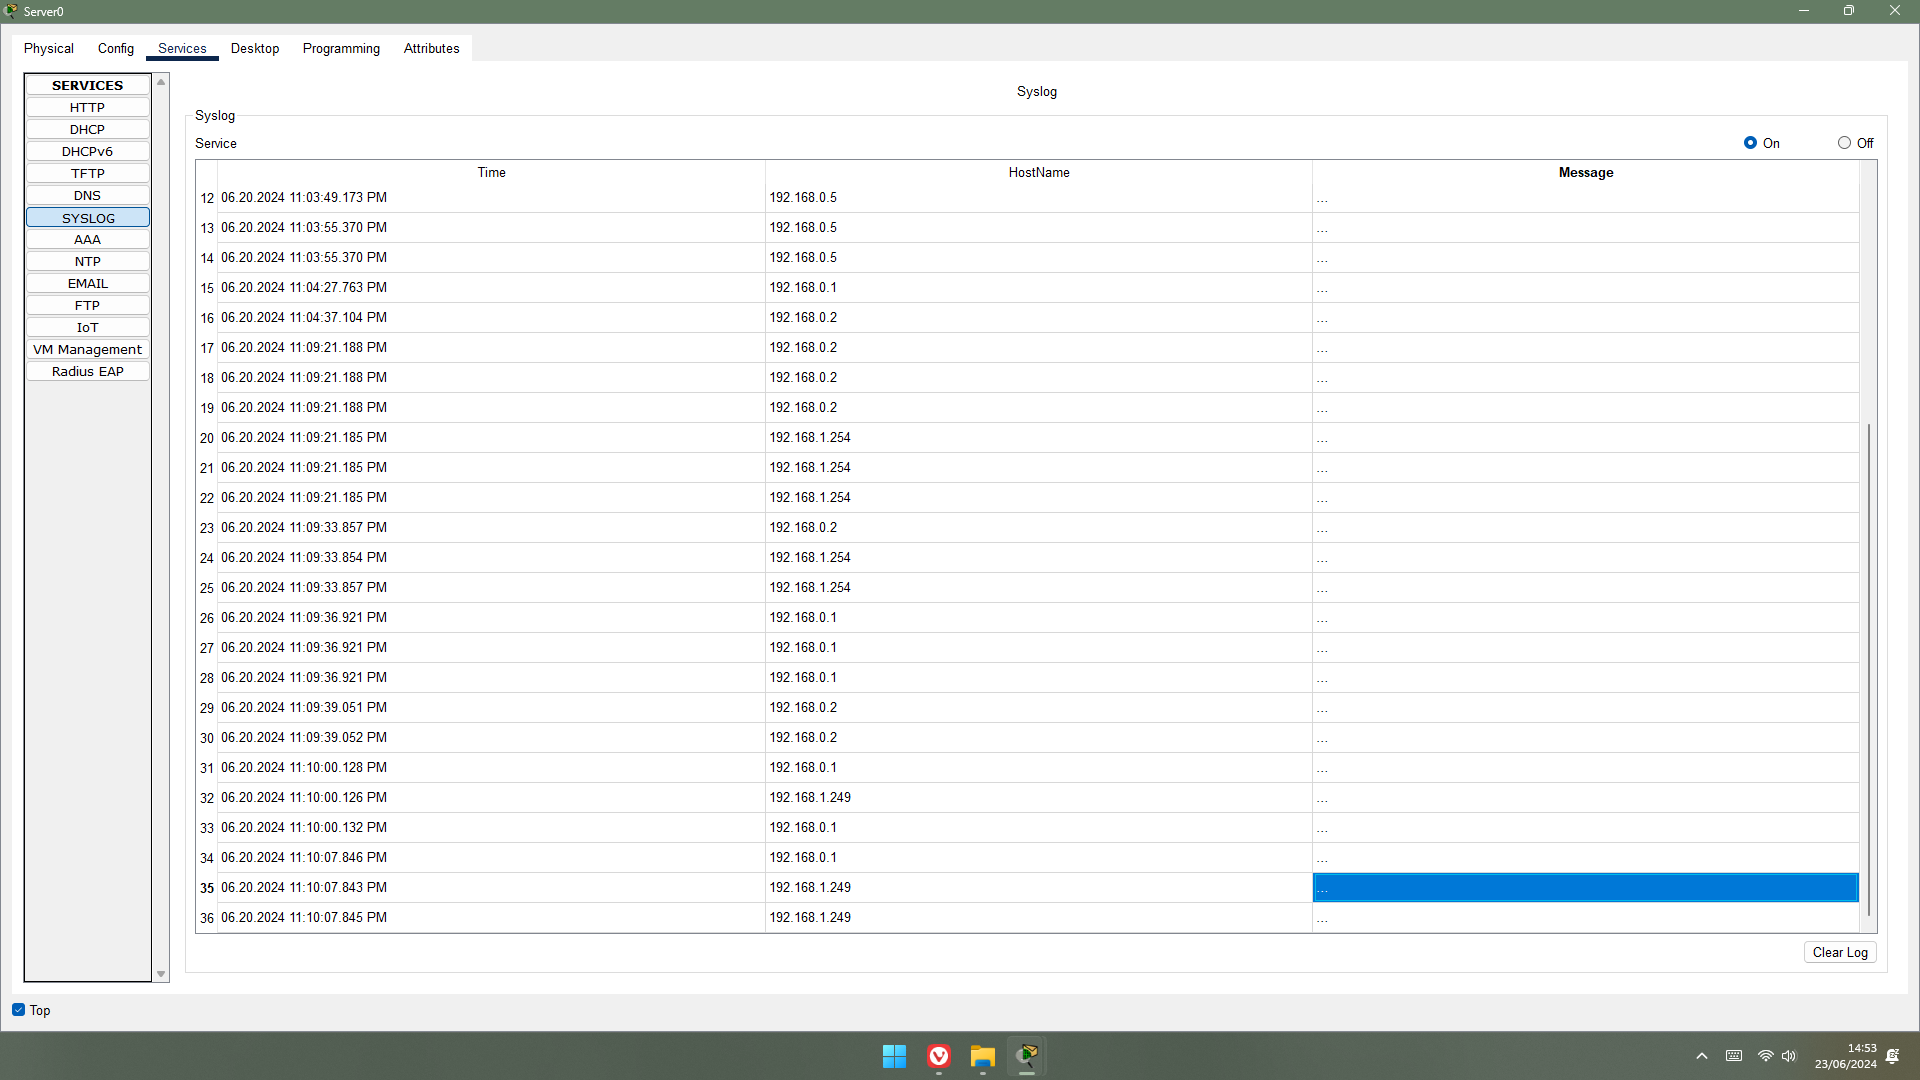 Server0
Physical Config Services Desktop Programming Attributes
SERVICES
HTTP
DHCP
DHCPv6
TFTP
DNS
SYSLOG
AAA
NTP
EMAIL
FTP
IoT
VM Management
Radius EAP
Syslog
Syslog
Service On Off
Time HostName Message
12 06.20.2024 11:03:49.173 PM 192.168.0.5 ...
13 06.20.2024 11:03:55.370 PM 192.168.0.5 ...
14 06.20.2024 11:03:55.370 PM 192.168.0.5 ...
15 06.20.2024 11:04:27.763 PM 192.168.0.1 ...
16 06.20.2024 11:04:37.104 PM 192.168.0.2 ...
17 06.20.2024 11:09:21.188 PM 192.168.0.2 ...
18 06.20.2024 11:09:21.188 PM 192.168.0.2 ...
19 06.20.2024 11:09:21.188 PM 192.168.0.2 ...
20 06.20.2024 11:09:21.185 PM 192.168.1.254 ...
21 06.20.2024 11:09:21.185 PM 192.168.1.254 ...
22 06.20.2024 11:09:21.185 PM 192.168.1.254 ...
23 06.20.2024 11:09:33.857 PM 192.168.0.2 ...
24 06.20.2024 11:09:33.854 PM 192.168.1.254 ...
25 06.20.2024 11:09:33.857 PM 192.168.1.254 ...
26 06.20.2024 11:09:36.921 PM 192.168.0.1 ...
27 06.20.2024 11:09:36.921 PM 192.168.0.1 ...
28 06.20.2024 11:09:36.921 PM 192.168.0.1 ...
29 06.20.2024 11:09:39.051 PM 192.168.0.2 ...
30 06.20.2024 11:09:39.052 PM 192.168.0.2 ...
31 06.20.2024 11:10:00.128 PM 192.168.0.1 ...
32 06.20.2024 11:10:00.126 PM 192.168.1.249 ...
33 06.20.2024 11:10:00.132 PM 192.168.0.1 ...
34 06.20.2024 11:10:07.846 PM 192.168.0.1 ...
35 06.20.2024 11:10:07.843 PM 192.168.1.249 ...
36 06.20.2024 11:10:07.845 PM 192.168.1.249 ...
Clear Log
Top
14:53
23/06/2024